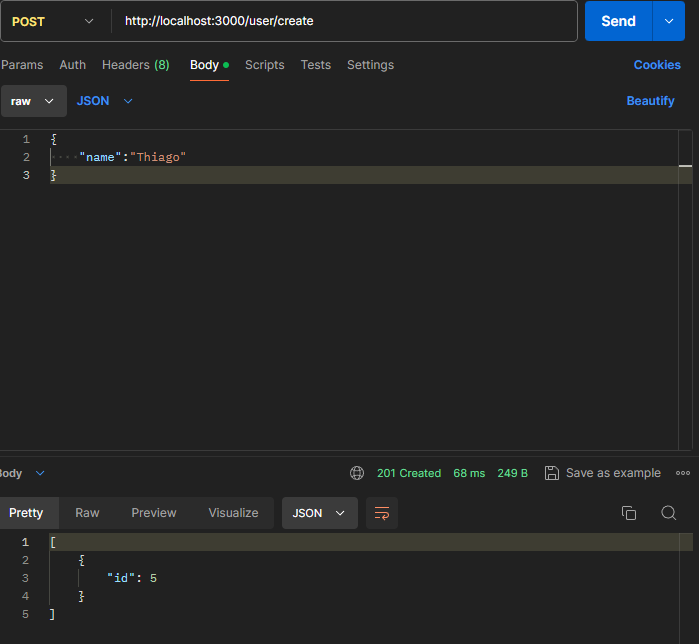 POST http://localhost:3000/user/create Send
Params Auth Headers (8) Body Scripts Tests Settings Cookies
raw JSON Beautify
1 {
2 "name":"Thiago"
3 }
Body 201 Created 68 ms 249 B Save as example
Pretty Raw Preview Visualize JSON
1 [
2 {
3 "id": 5
4 }
5 ]